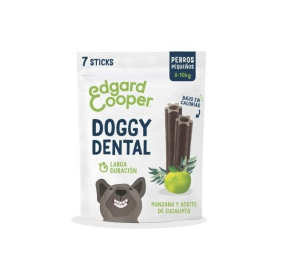 7 STICKS
PERROS
PEQUEÑOS
0-10kg
Edgard
Cooper
BAJO EN
CALORÍAS
DOGGY
DENTAL
LARGA
DURACIÓN
MANZANA Y ACEITE
DE EUCALIPTO